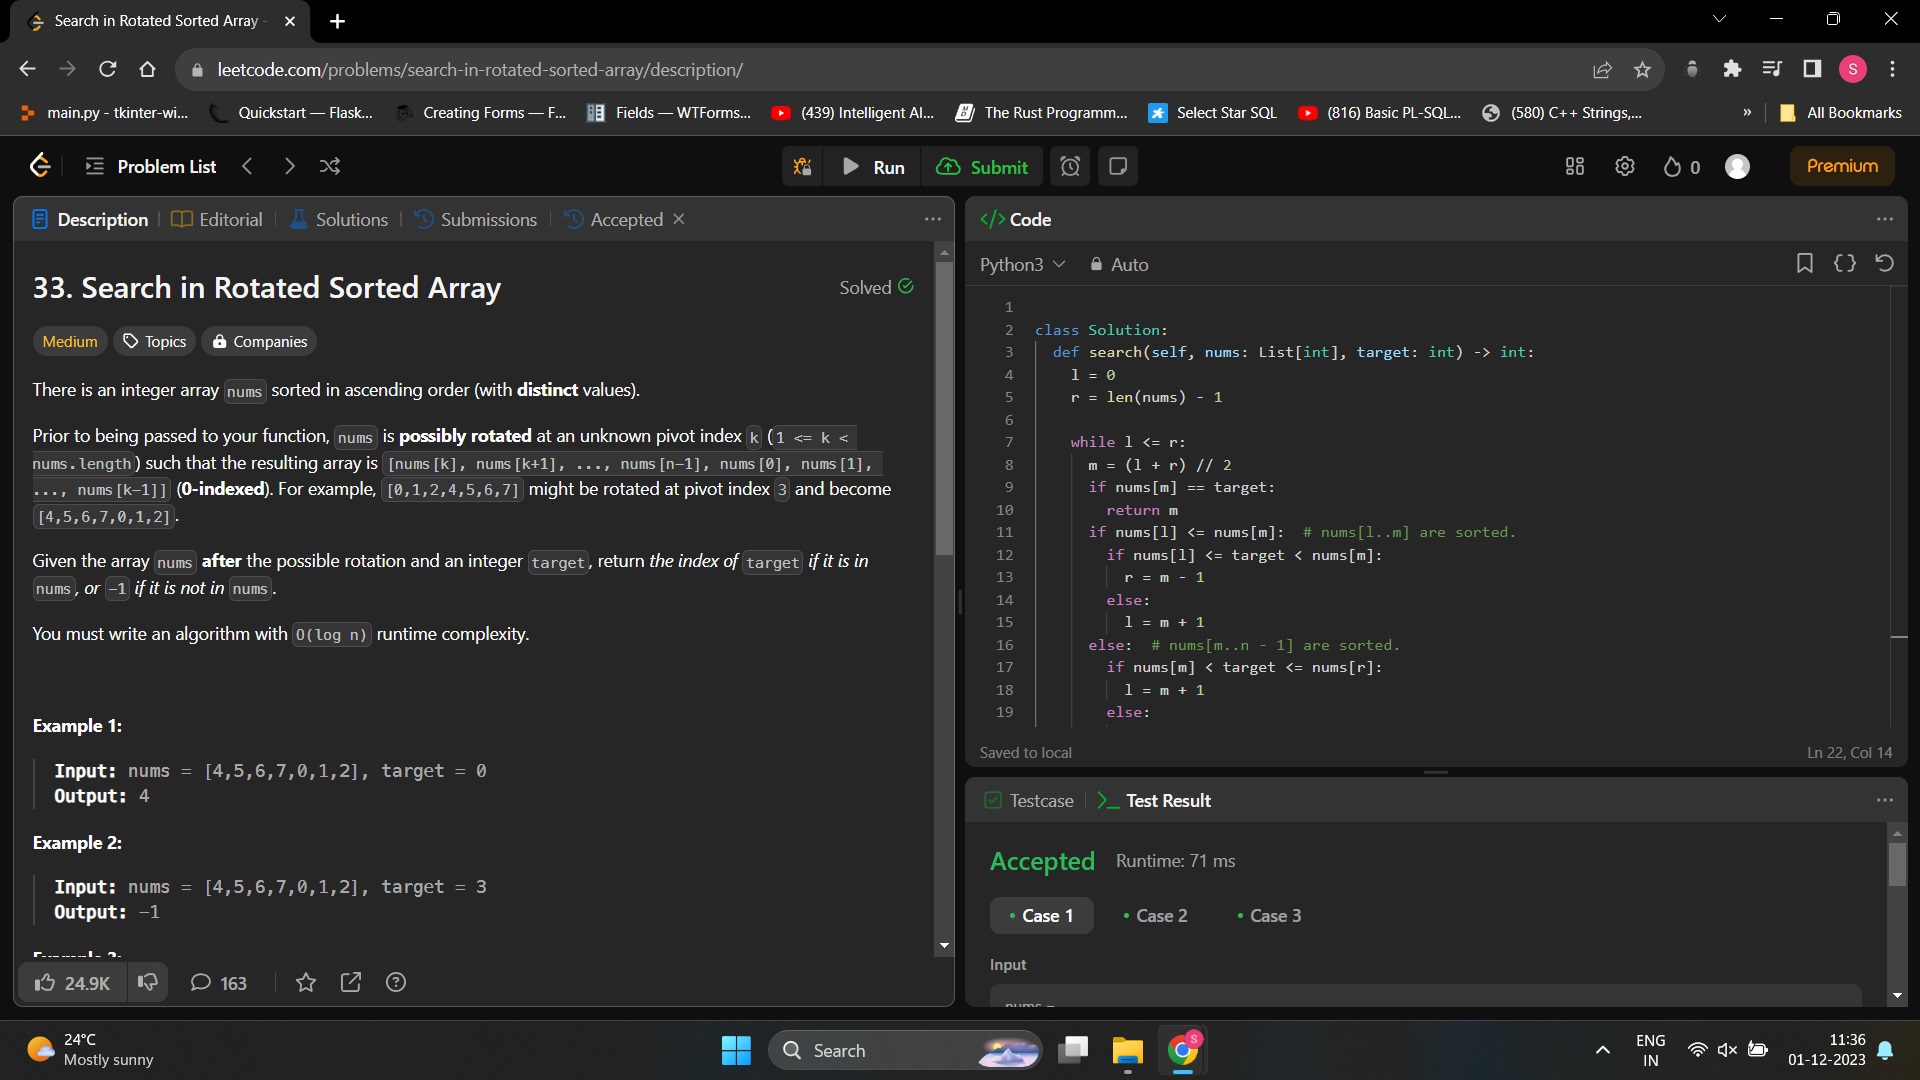 Search in Rotated Sorted Array -
leetcode.com/problems/search-in-rotated-sorted-array/description/
S
main.py - tkinter-wi...
Quickstart — Flask...
Creating Forms — F...
Fields — WTForms...
(439) Intelligent Al...
The Rust Programm...
Select Star SQL
(816) Basic PL-SQL...
(580) C++ Strings,...
»
All Bookmarks
Problem List
Run
Submit
0
Premium
Description
Editorial
Solutions
Submissions
Accepted
33. Search in Rotated Sorted Array
Solved
Medium
Topics
Companies
There is an integer array nums sorted in ascending order (with distinct values).
Prior to being passed to your function, nums is possibly rotated at an unknown pivot index k (1 <= k <
nums.length) such that the resulting array is [nums[k], nums[k+1], ..., nums[n-1], nums[0], nums[1],
..., nums[k-1]] (0-indexed). For example, [0,1,2,4,5,6,7] might be rotated at pivot index 3 and become
[4,5,6,7,0,1,2].
Given the array nums after the possible rotation and an integer target, return the index of target if it is in
nums, or -1 if it is not in nums.
You must write an algorithm with O(log n) runtime complexity.
Example 1:
Input: nums = [4,5,6,7,0,1,2], target = 0
Output: 4
Example 2:
Input: nums = [4,5,6,7,0,1,2], target = 3
Output: -1
24.9K
163
</> Code
Python3
Auto
1
2 class Solution:
3 def search(self, nums: List[int], target: int) -> int:
4 l = 0
5 r = len(nums) - 1
6
7 while l <= r:
8 m = (l + r) // 2
9 if nums[m] == target:
10 return m
11 if nums[l] <= nums[m]: # nums[l..m] are sorted.
12 if nums[l] <= target < nums[m]:
13 r = m - 1
14 else:
15 l = m + 1
16 else: # nums[m..n - 1] are sorted.
17 if nums[m] < target <= nums[r]:
18 l = m + 1
19 else:
Saved to local
Ln 22, Col 14
Testcase
Test Result
Accepted
Runtime: 71 ms
Case 1
Case 2
Case 3
Input
24°C
Mostly sunny
Search
S
ENG
IN
11:36
01-12-2023